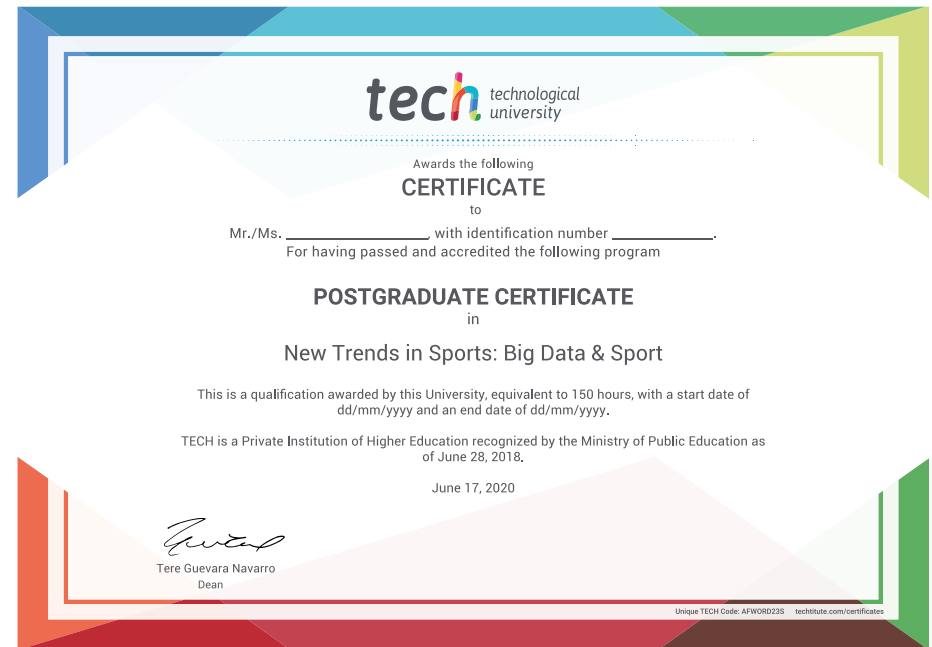 tech technological
university
Awards the following
CERTIFICATE
to
Mr./Ms. ____________________, with identification number ______________.
For having passed and accredited the following program
POSTGRADUATE CERTIFICATE
in
New Trends in Sports: Big Data & Sport
This is a qualification awarded by this University, equivalent to 150 hours, with a start date of
dd/mm/yyyy and an end date of dd/mm/yyyy.
TECH is a Private Institution of Higher Education recognized by the Ministry of Public Education as
of June 28, 2018.
June 17, 2020
Tere Guevara Navarro
Dean
Unique TECH Code: AFWORD23S techtitute.com/certificates